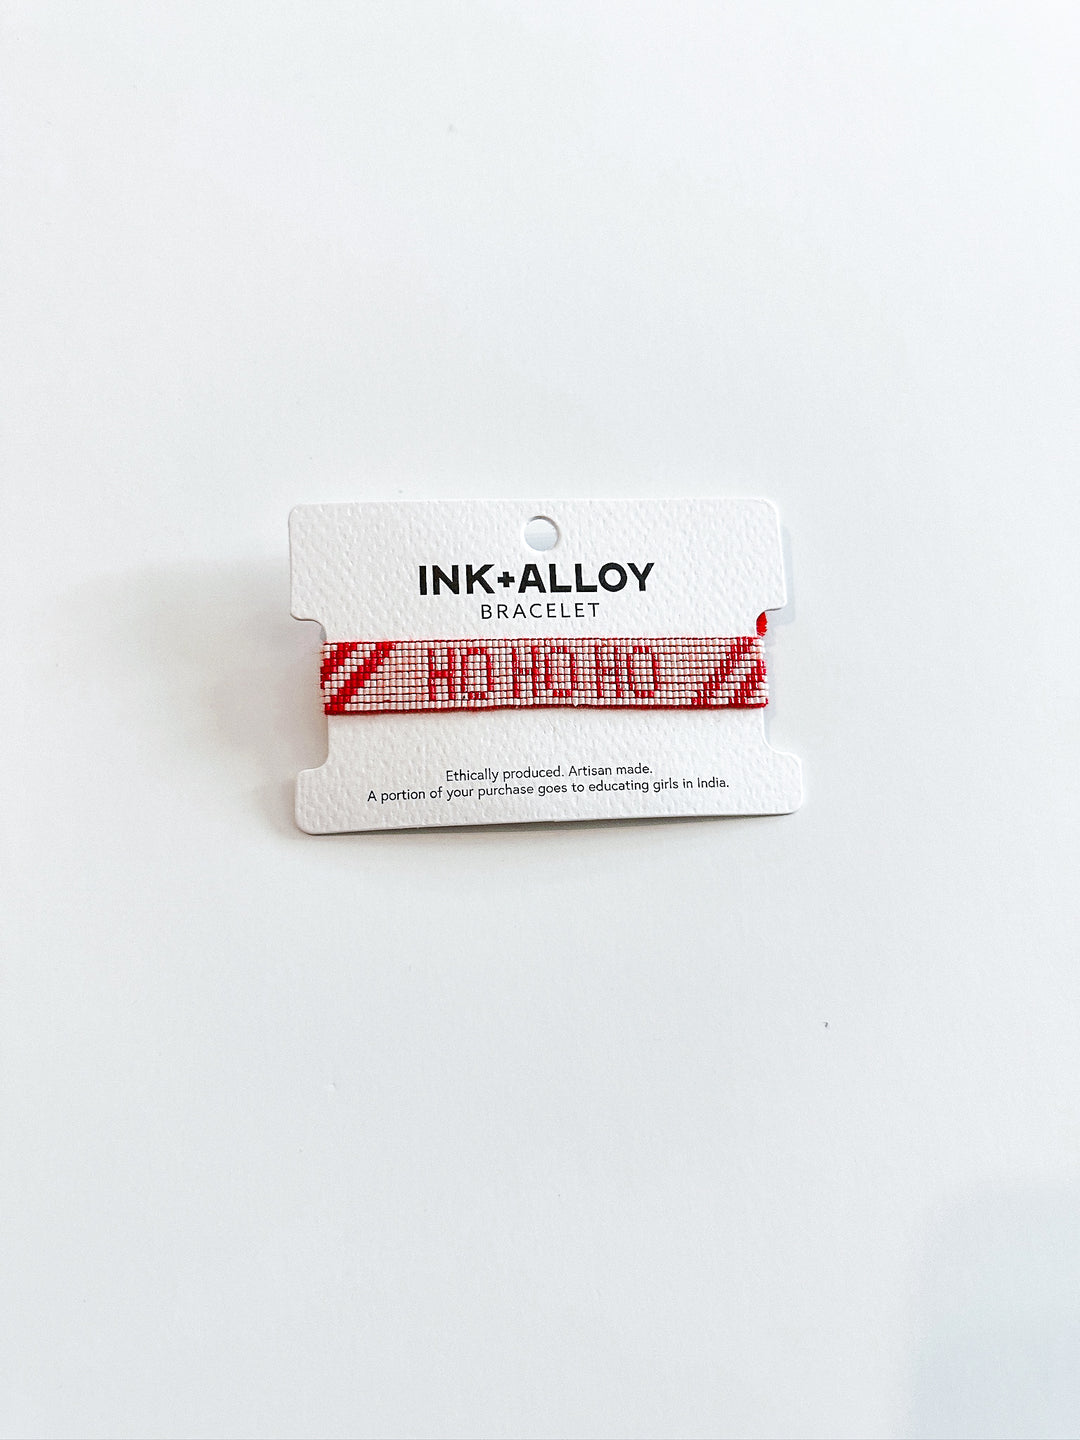 INK+ALLOY
BRACELET
HO HO HO
Ethically produced. Artisan made.
A portion of your purchase goes to educating girls in India.